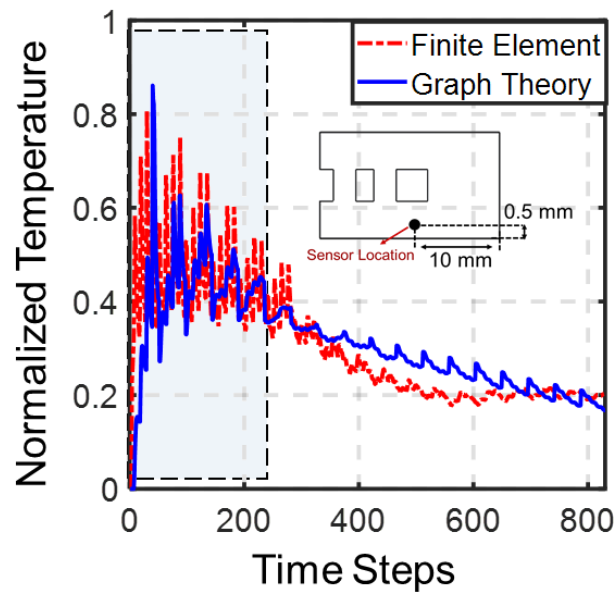 Normalized Temperature
1
0.8
0.6
0.4
0.2
0
Finite Element
Graph Theory
0.5 mm
Sensor Location
10 mm
0
200
400
600
800
Time Steps